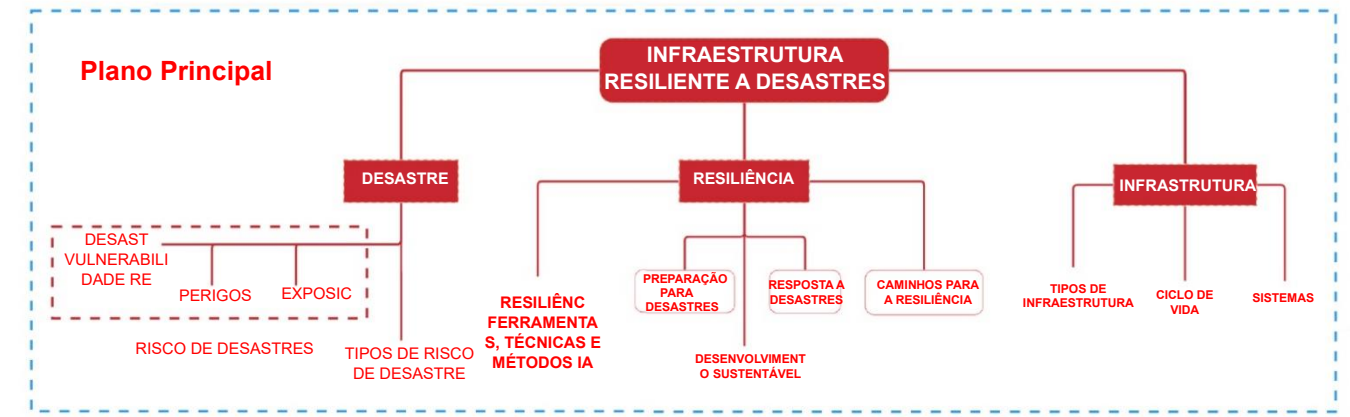 Plano Principal
INFRAESTRUTURA
RESILIENTE A DESASTRES
DESASTRE
RESILIÊNCIA
INFRASTRUTURA
DESAST
VULNERABILI
DADE RE
PERIGOS
EXPOSIC
RISCO DE DESASTRES
TIPOS DE RISCO
DE DESASTRE
RESILIÊNC
FERRAMENTA
S, TÉCNICAS E
MÉTODOS IA
PREPARAÇÃO
PARA
DESASTRES
RESPOSTA A
DESASTRES
CAMINHOS PARA
A RESILIÊNCIA
DESENVOLVIMENT
O SUSTENTÁVEL
TIPOS DE
INFRAESTRUTURA
CICLO DE
VIDA
SISTEMAS